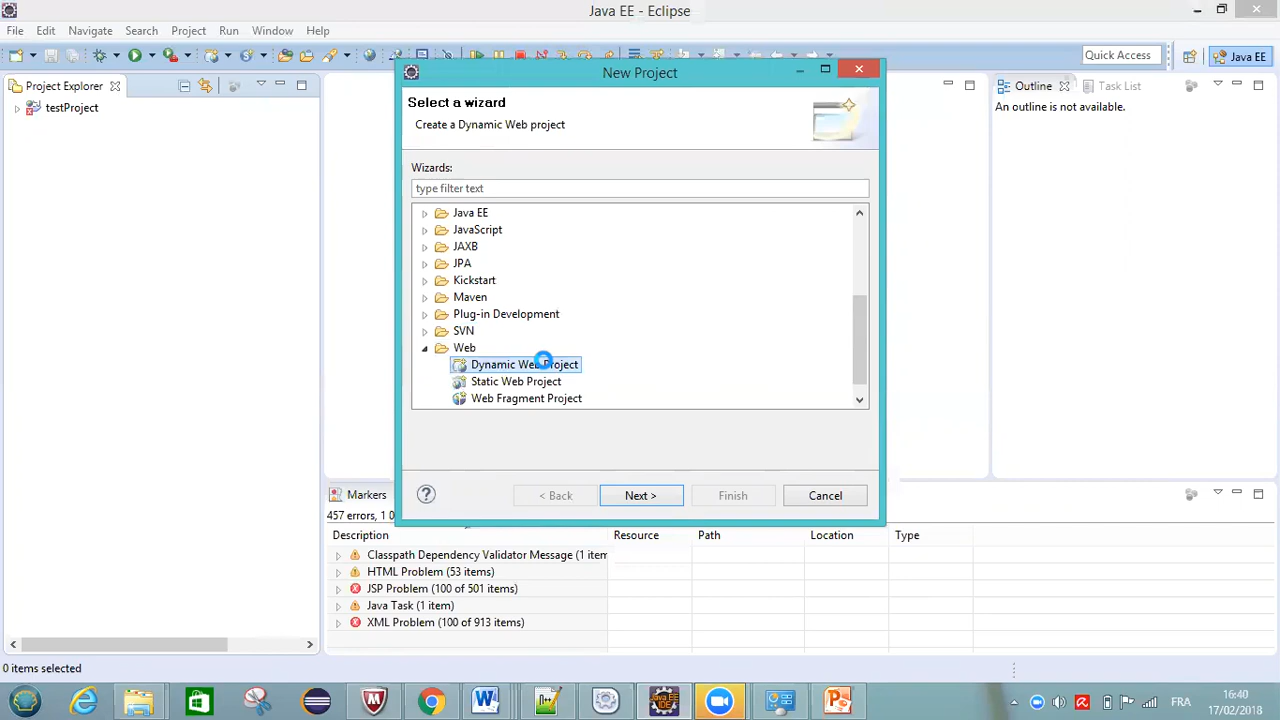 Java EE - Eclipse
File Edit Navigate Search Project Run Window Help
Quick Access Java EE
Project Explorer
testProject
New Project
Select a wizard
Create a Dynamic Web project
Wizards:
type filter text
Java EE
JavaScript
JAXB
JPA
Kickstart
Maven
Plug-in Development
SVN
Web
Dynamic Web Project
Static Web Project
Web Fragment Project
< Back Next > Finish Cancel
Outline Task List
An outline is not available.
Markers
457 errors, 1
Description Resource Path Location Type
Classpath Dependency Validator Message (1 item
HTML Problem (53 items)
JSP Problem (100 of 501 items)
Java Task (1 item)
XML Problem (100 of 913 items)
0 items selected
Java EE
IDE
FRA
16:40
17/02/2018